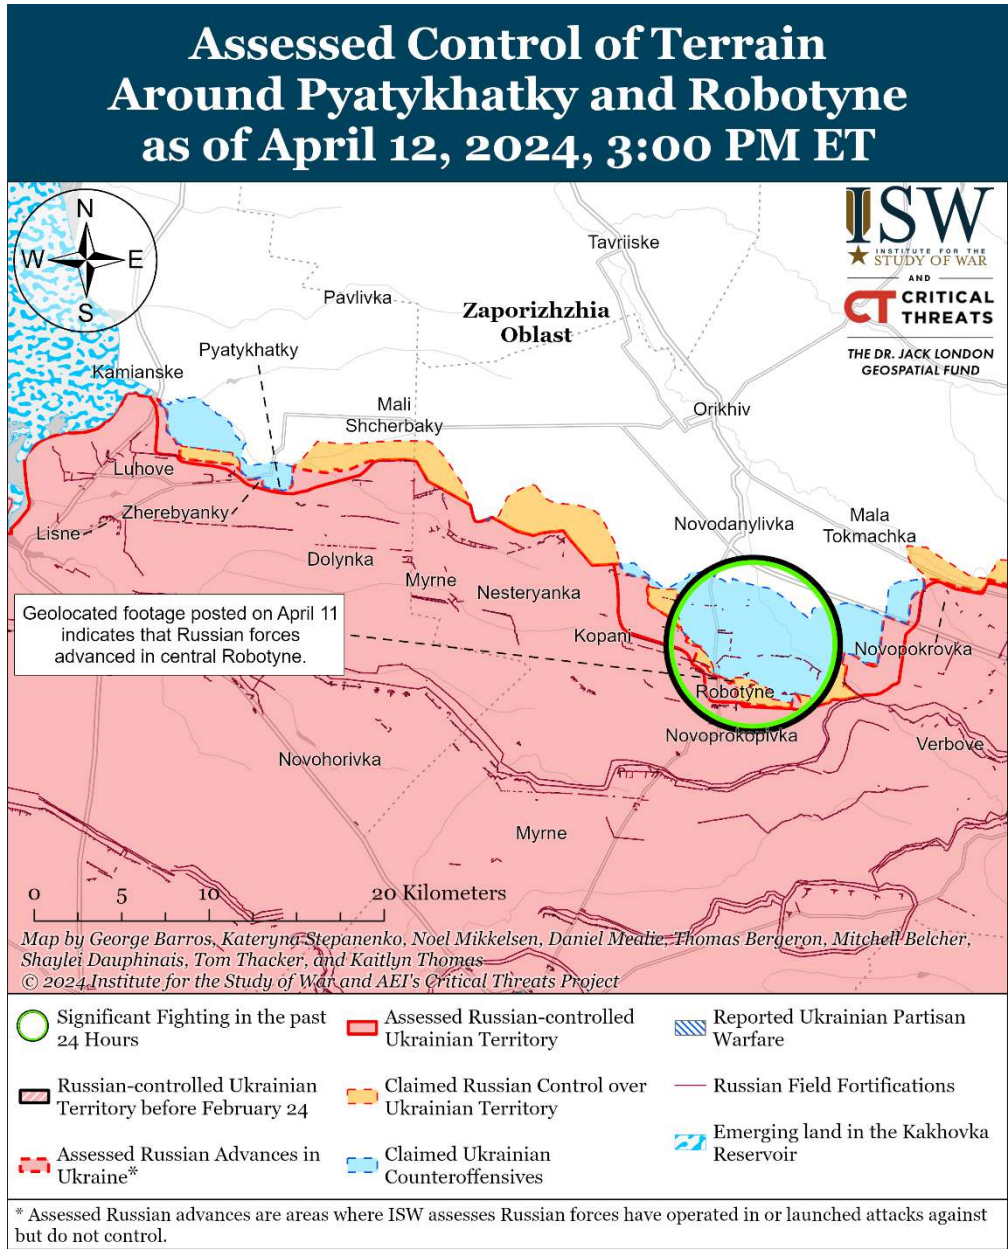 Assessed Control of Terrain
Around Pyatykhatky and Robotyne
as of April 12, 2024, 3:00 PM ET
N
W
E
S
ISW
INSTITUTE FOR THE
STUDY OF WAR
AND
CT CRITICAL
THREATS
THE DR. JACK LONDON
GEOSPATIAL FUND
Tavriiske
Pavlivka
Zaporizhzhia
Oblast
Pyatykhatky
Kamianske
Mali
Shcherbaky
Orikhiv
Luhove
Zherebyanky
Lisne
Novodanylivka
Mala
Tokmachka
Dolynka
Myrne
Nesteryanka
Geolocated footage posted on April 11
indicates that Russian forces
advanced in central Robotyne.
Kopani
Novopokrovka
Robotyne
Novoprokopivka
Verbove
Novohorivka
Myrne
0 5 10 20 Kilometers
Map by George Barros, Kateryna Stepanenko, Noel Mikkelsen, Daniel Mealie, Thomas Bergeron, Mitchell Belcher,
Shaylei Dauphinais, Tom Thacker, and Kaitlyn Thomas
© 2024 Institute for the Study of War and AEI's Critical Threats Project
Significant Fighting in the past
24 Hours
Russian-controlled Ukrainian
Territory before February 24
Assessed Russian Advances in
Ukraine*
Assessed Russian-controlled
Ukrainian Territory
Claimed Russian Control over
Ukrainian Territory
Claimed Ukrainian
Counteroffensives
Reported Ukrainian Partisan
Warfare
Russian Field Fortifications
Emerging land in the Kakhovka
Reservoir
* Assessed Russian advances are areas where ISW assesses Russian forces have operated in or launched attacks against
but do not control.